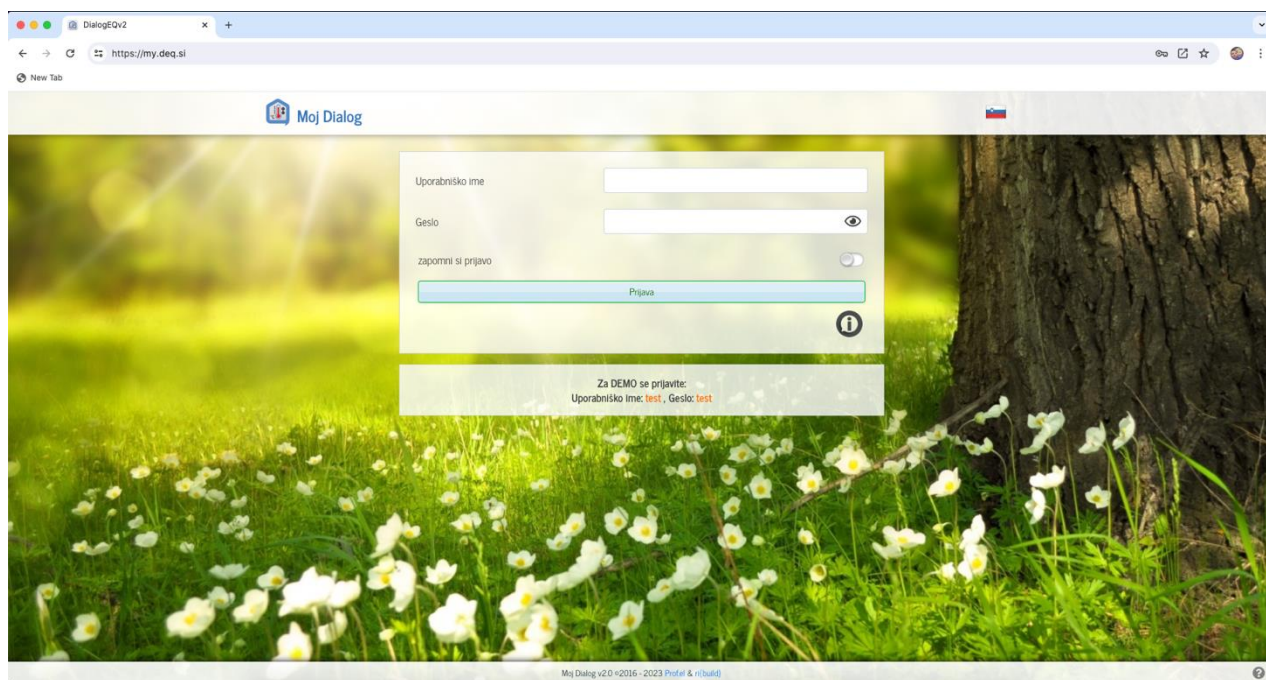 DialogEQv2
https://my.deq.si
New Tab
Moj Dialog
Uporabniško ime
Geslo
zapomni si prijavo
Prijava
Za DEMO se prijavite:
Uporabniško ime: test , Geslo: test
Moj Dialog v2.0 ©2016 - 2023 Protel & r(build)